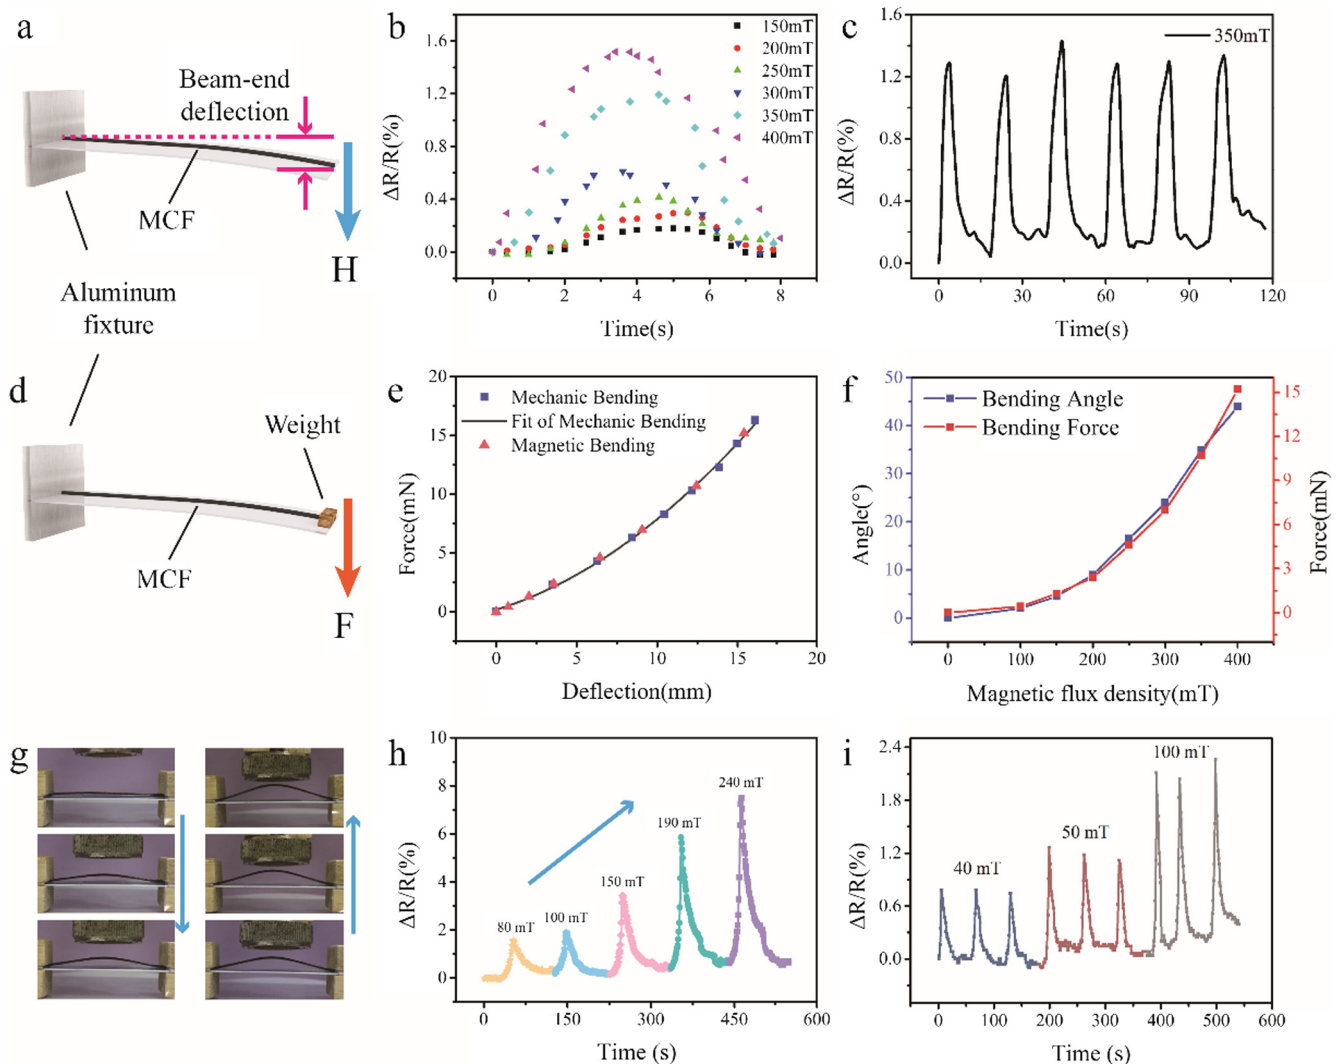 a
Beam-end
deflection
MCF
H
Aluminum
fixture
b
ΔR/R(%)
1.6
1.2
0.8
0.4
0.0
0 2 4 6 8
Time(s)
150mT
200mT
250mT
300mT
350mT
400mT
c
ΔR/R(%)
1.6
1.2
0.8
0.4
0.0
0 30 60 90 120
Time(s)
350mT
d
Weight
MCF
F
e
Force(mN)
20
15
10
5
0
0 5 10 15 20
Deflection(mm)
Mechanic Bending
Fit of Mechanic Bending
Magnetic Bending
f
Angle(°)
50
40
30
20
10
0
0 100 200 300 400
Magnetic flux density(mT)
Bending Angle
Bending Force
15
12
9
6
3
0
Force(mN)
g
h
ΔR/R(%)
10
8
6
4
2
0
0 150 300 450 600
Time (s)
80 mT
100 mT
150 mT
190 mT
240 mT
i
ΔR/R(%)
2.4
1.8
1.2
0.6
0.0
0 100 200 300 400 500 600
Time (s)
40 mT
50 mT
100 mT